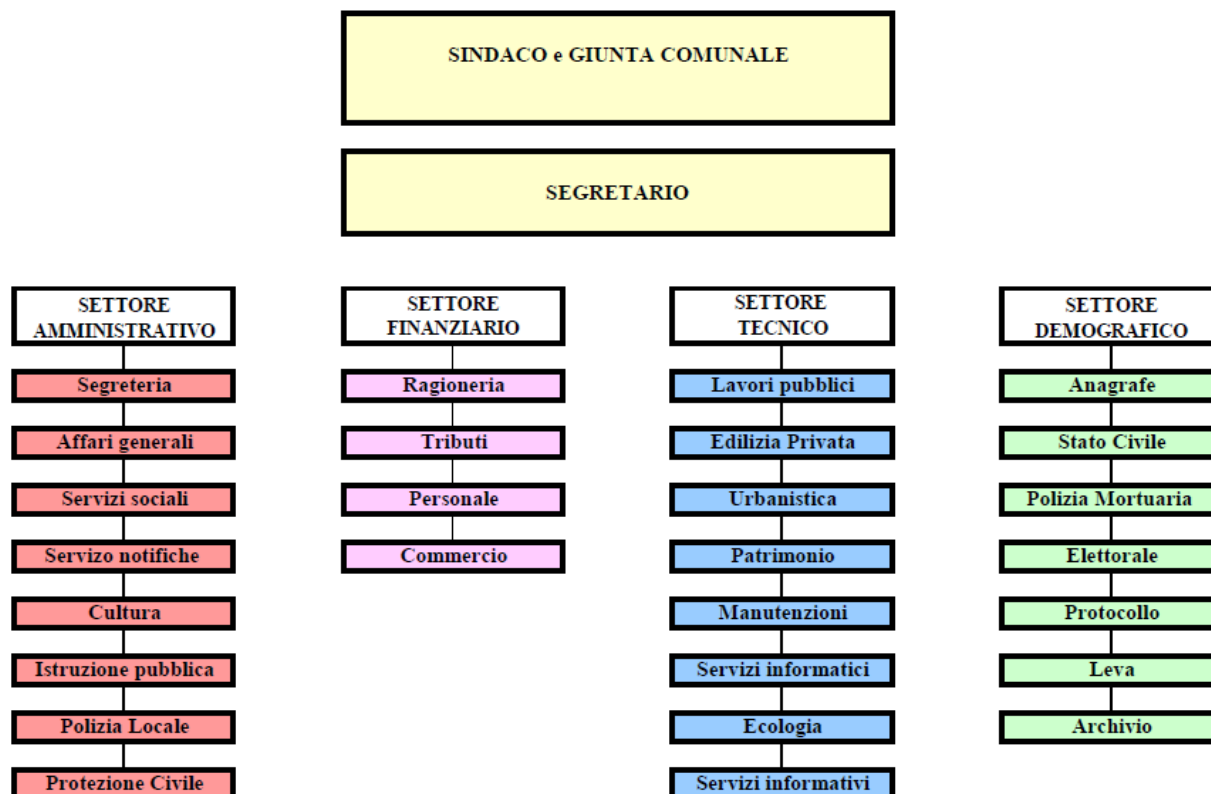 SINDACO e GIUNTA COMUNALE
SEGRETARIO
SETTORE
AMMINISTRATIVO
Segreteria
Affari generali
Servizi sociali
Servizo notifiche
Cultura
Istruzione pubblica
Polizia Locale
Protezione Civile
SETTORE
FINANZIARIO
Ragioneria
Tributi
Personale
Commercio
SETTORE
TECNICO
Lavori pubblici
Edilizia Privata
Urbanistica
Patrimonio
Manutenzioni
Servizi informatici
Ecologia
Servizi informativi
SETTORE
DEMOGRAFICO
Anagrafe
Stato Civile
Polizia Mortuaria
Elettorale
Protocollo
Leva
Archivio